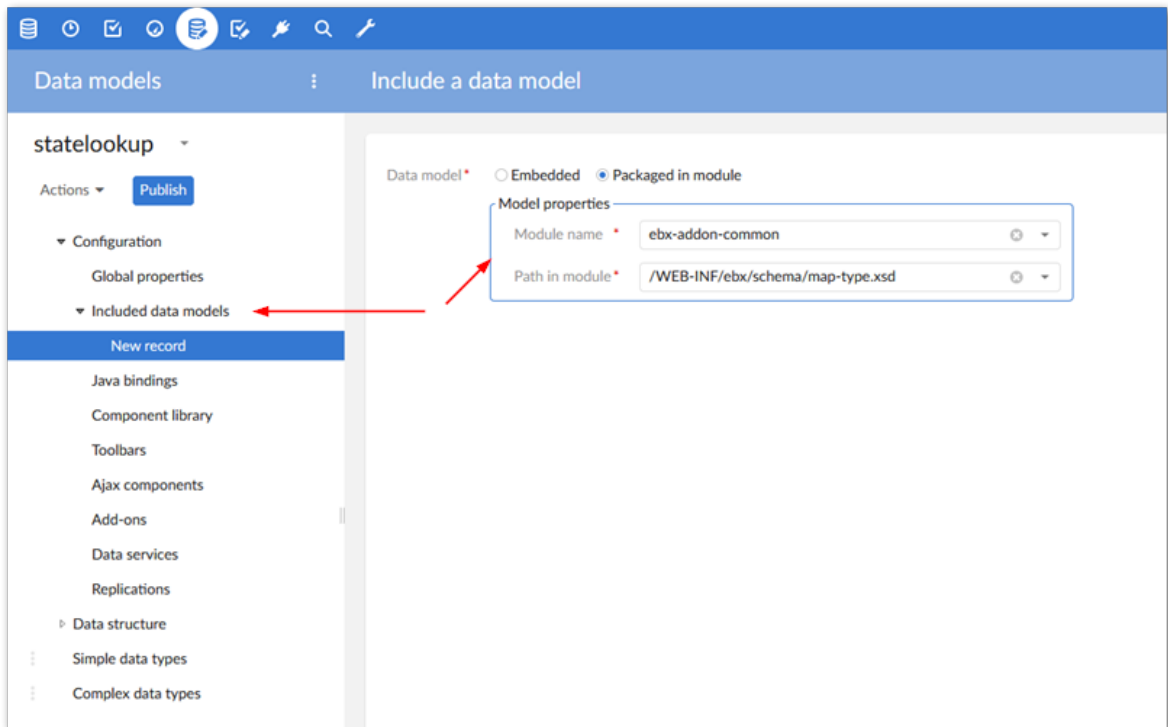 Data models
Include a data model
statelookup
Actions
Publish
Configuration
Global properties
Included data models
New record
Java bindings
Component library
Toolbars
Ajax components
Add-ons
Data services
Replications
Data structure
Simple data types
Complex data types
Data model* Embedded Packaged in module
Model properties
Module name * ebx-addon-common
Path in module* /WEB-INF/ebx/schema/map-type.xsd